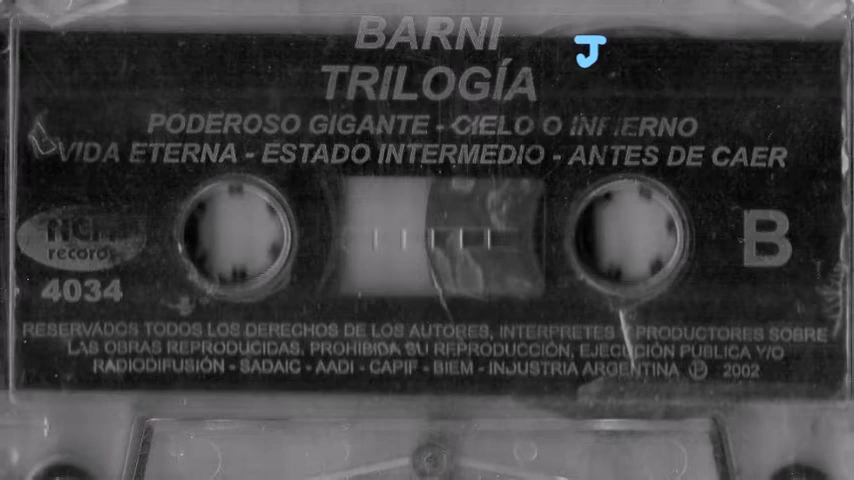 BARNI
J
TRILOGÍA
PODEROSO GIGANTE - CIELO O INFIERNO
VIDA ETERNA - ESTADO INTERMEDIO - ANTES DE CAER
records
B
4034
RESERVADOS TODOS LOS DERECHOS DE LOS AUTORES, INTERPRETES Y PRODUCTORES SOBRE
LAS OBRAS REPRODUCIDAS. PROHIBIDA SU REPRODUCCIÓN, EJECUCIÓN PÚBLICA Y/O
RADIODIFUSIÓN - SADAIC - AADI - CAPIF - BIEM - INDUSTRIA ARGENTINA Ⓟ 2002